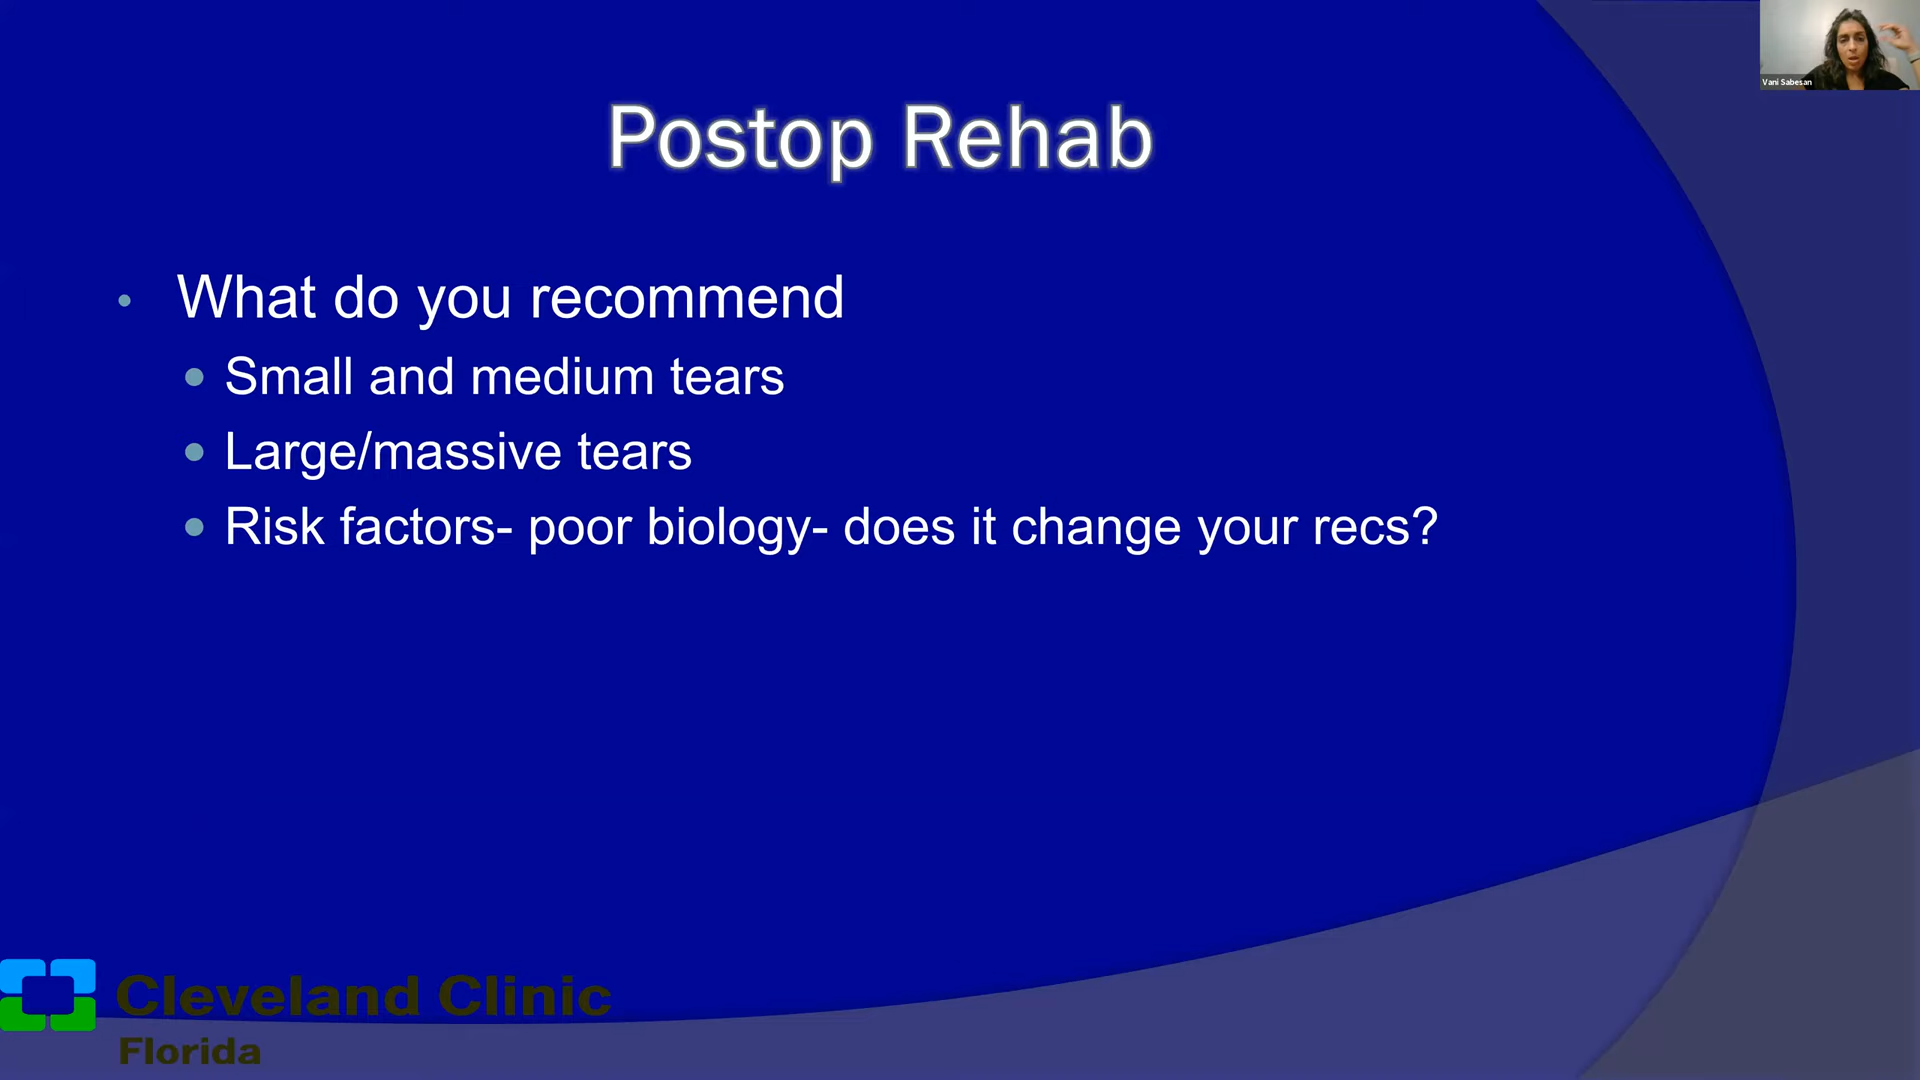 Vani Sabesan
Postop Rehab
What do you recommend
Small and medium tears
Large/massive tears
Risk factors- poor biology- does it change your recs?
Cleveland Clinic
Florida